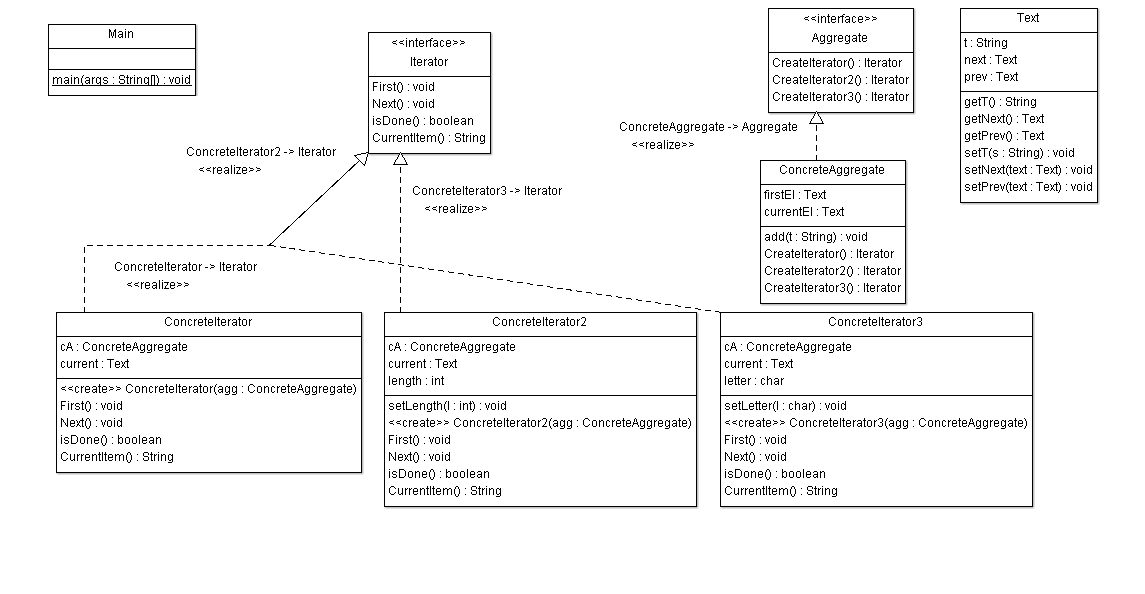 Main
main(args : String[]) : void
<<interface>>
Iterator
First() : void
Next() : void
isDone() : boolean
CurrentItem() : String
<<interface>>
Aggregate
CreateIterator() : Iterator
CreateIterator2() : Iterator
CreateIterator3() : Iterator
Text
t : String
next : Text
prev : Text
getT() : String
getNext() : Text
getPrev() : Text
setT(s : String) : void
setNext(text : Text) : void
setPrev(text : Text) : void
ConcreteAggregate -> Aggregate
<<realize>>
ConcreteIterator2 -> Iterator
<<realize>>
ConcreteIterator3 -> Iterator
<<realize>>
ConcreteAggregate
firstEl : Text
currentEl : Text
add(t : String) : void
CreateIterator() : Iterator
CreateIterator2() : Iterator
CreateIterator3() : Iterator
ConcreteIterator -> Iterator
<<realize>>
ConcreteIterator
cA : ConcreteAggregate
current : Text
<<create>> ConcreteIterator(agg : ConcreteAggregate)
First() : void
Next() : void
isDone() : boolean
CurrentItem() : String
ConcreteIterator2
cA : ConcreteAggregate
current : Text
length : int
setLength(l : int) : void
<<create>> ConcreteIterator2(agg : ConcreteAggregate)
First() : void
Next() : void
isDone() : boolean
CurrentItem() : String
ConcreteIterator3
cA : ConcreteAggregate
current : Text
letter : char
setLetter(l : char) : void
<<create>> ConcreteIterator3(agg : ConcreteAggregate)
First() : void
Next() : void
isDone() : boolean
CurrentItem() : String